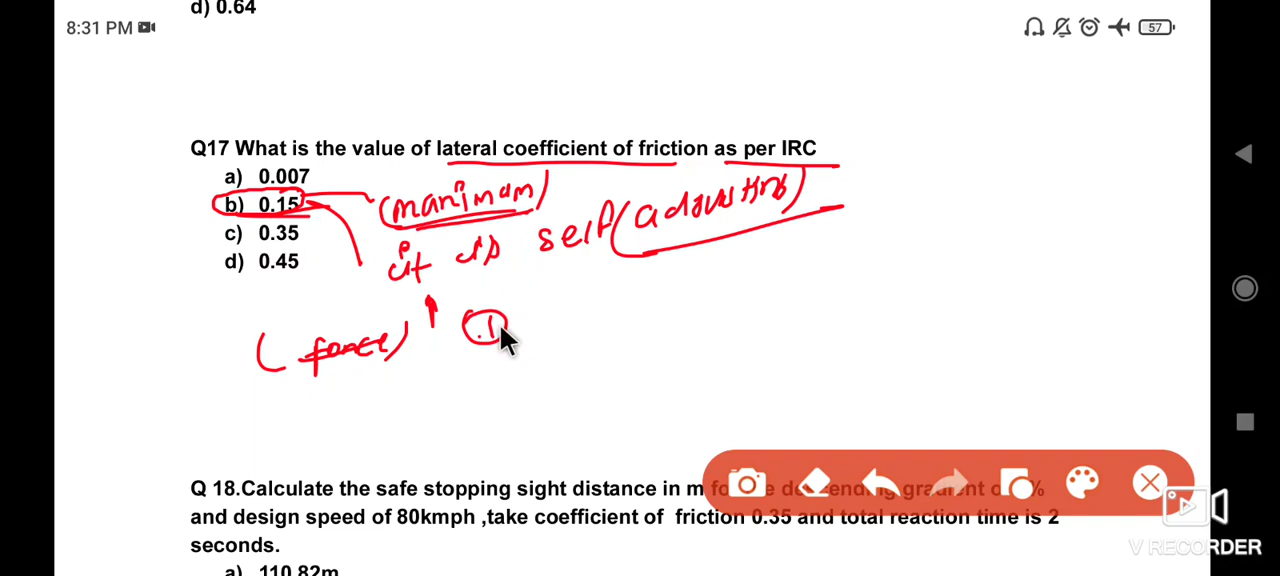 d) 0.64
8:31 PM
57
Q17 What is the value of lateral coefficient of friction as per IRC
a) 0.007
b) 0.15
(manimum)
c) 0.35
it is self
d) 0.45
(force)
.1
Q 18.Calculate the safe stopping sight distance in m fo
and design speed of 80kmph ,take coefficient of friction 0.35 and total reaction time is 2
seconds.
a) 110.82m
V RECORDER